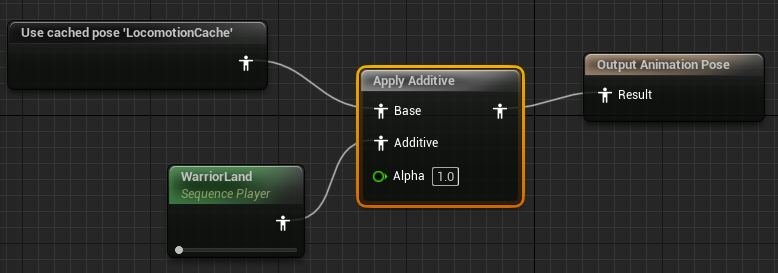 Use cached pose 'LocomotionCache'
Apply Additive
Base
Additive
Alpha 1.0
Output Animation Pose
Result
WarriorLand
Sequence Player